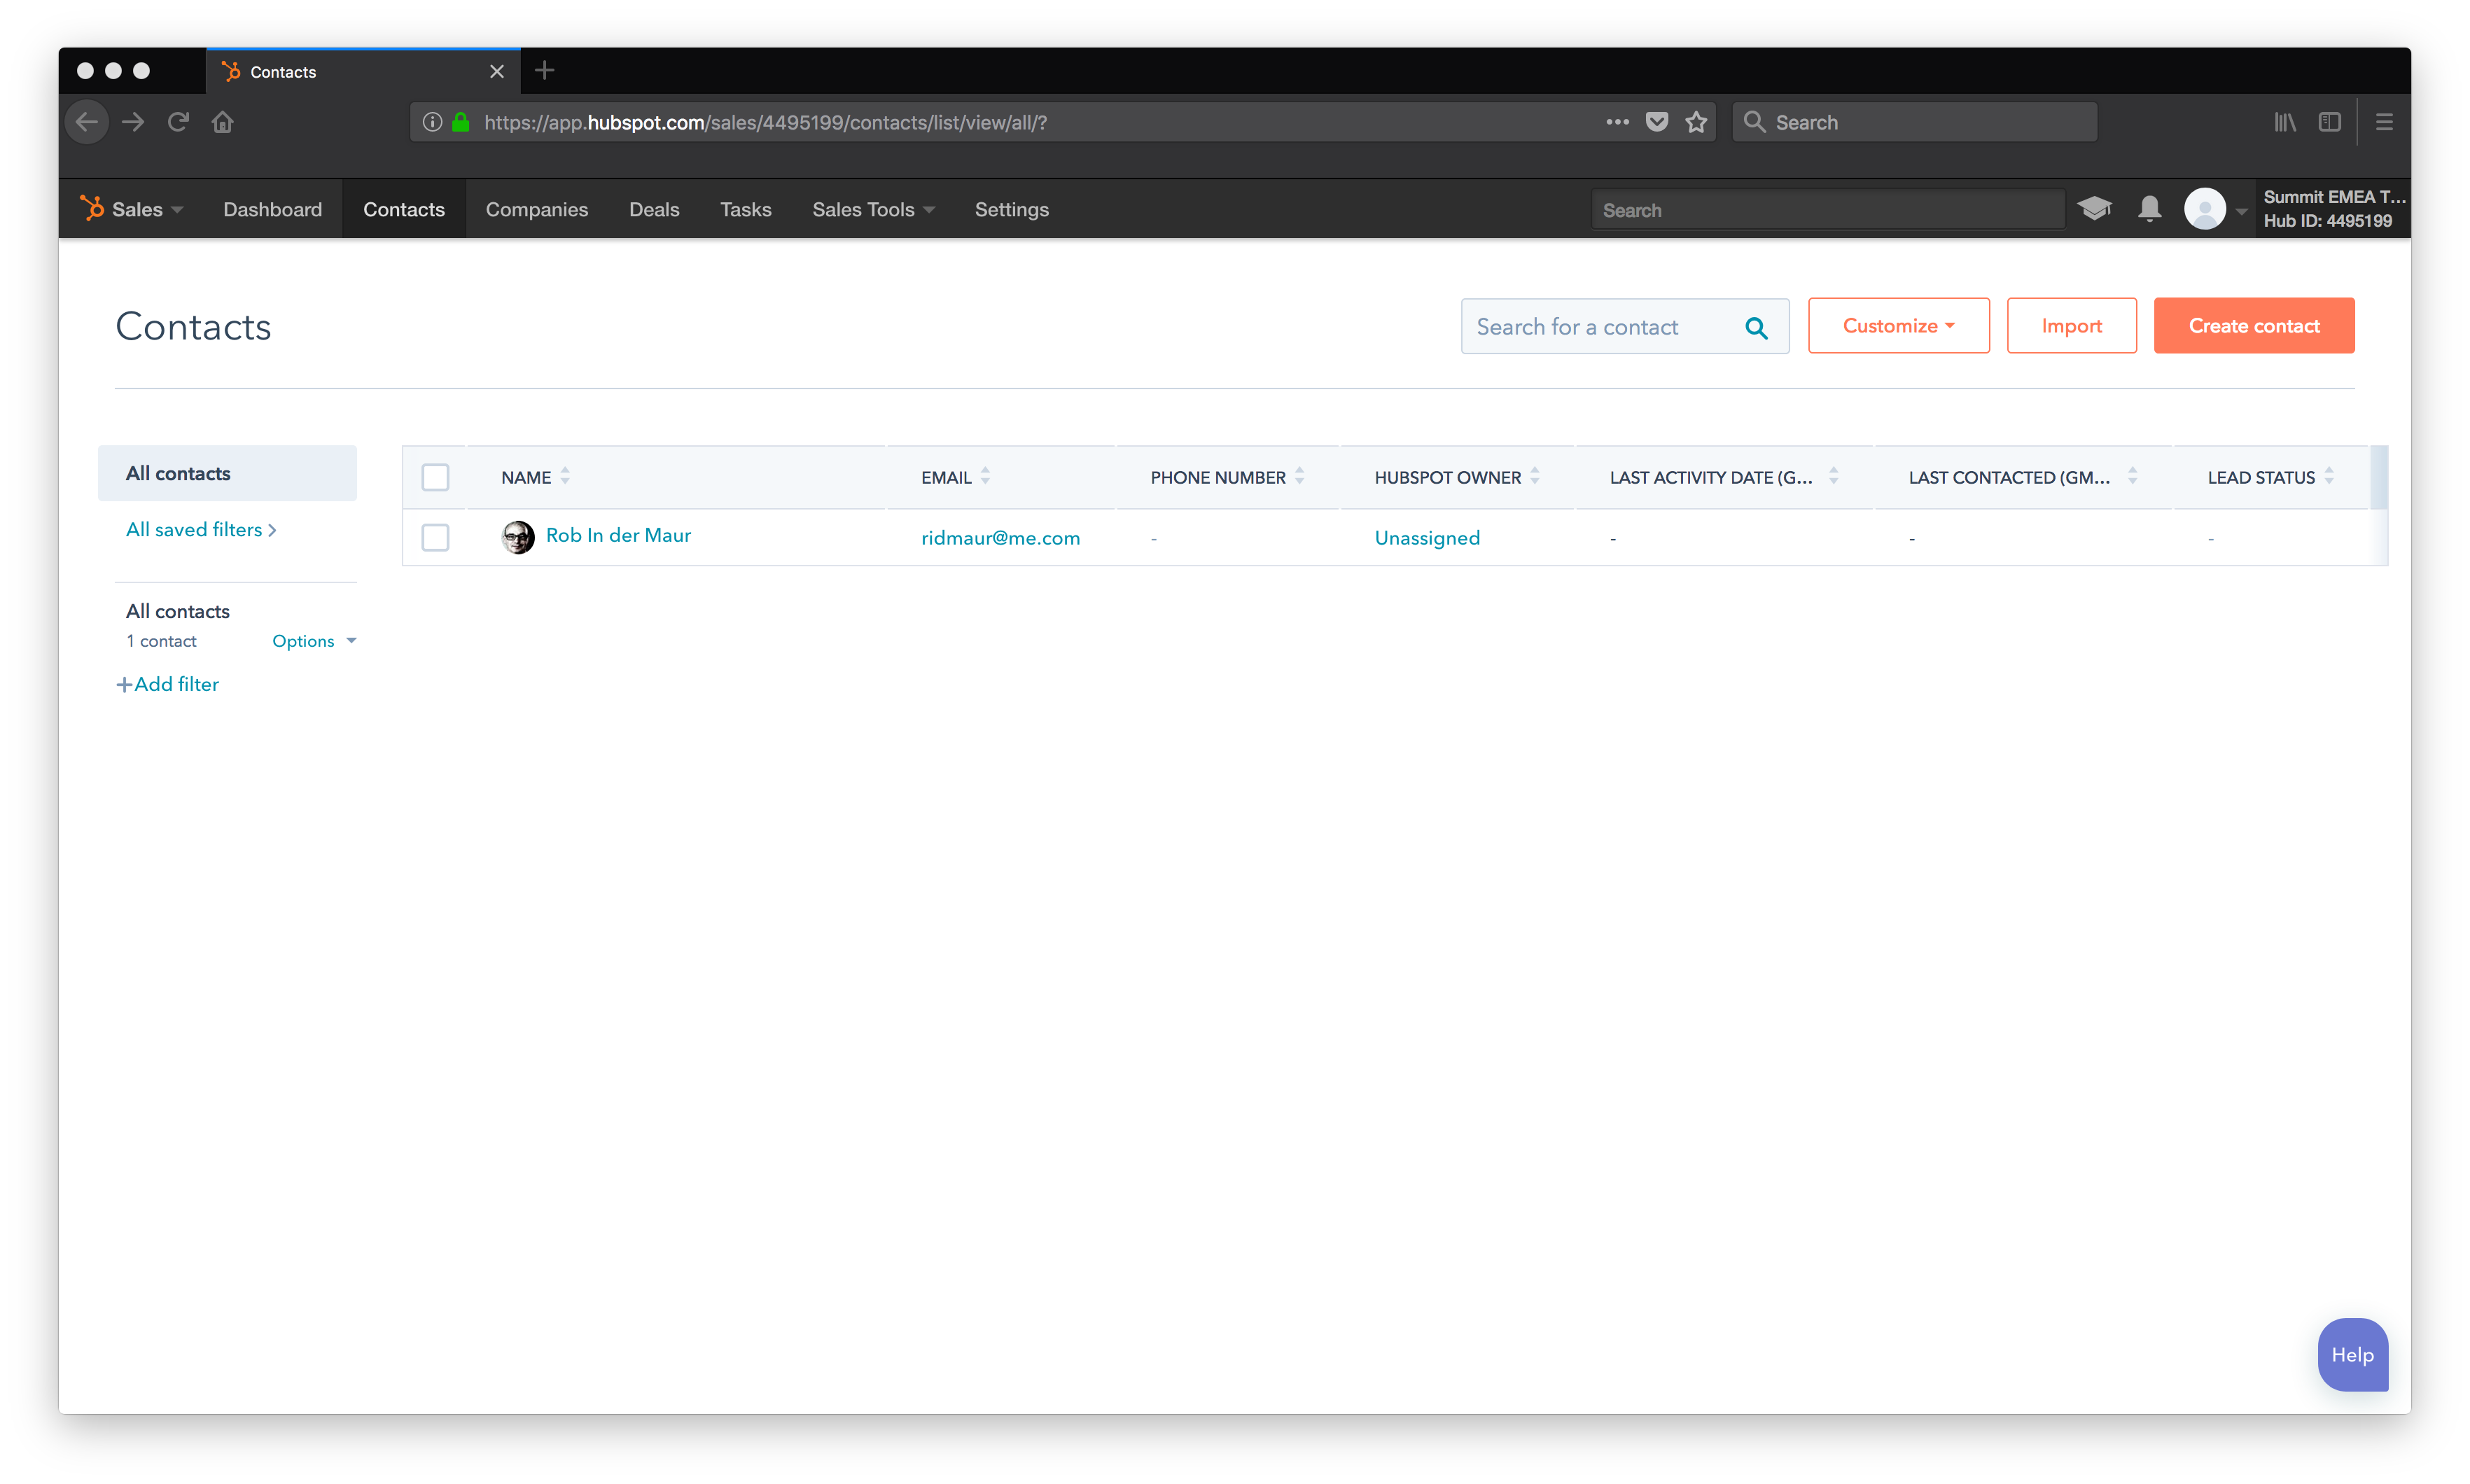 Contacts
https://app.hubspot.com/sales/4495199/contacts/list/view/all/?
Search
Sales
Dashboard
Contacts
Companies
Deals
Tasks
Sales Tools
Settings
Search
Summit EMEA T...
Hub ID: 4495199
Contacts
Search for a contact
Customize
Import
Create contact
All contacts
All saved filters
All contacts
1 contact
Options
+Add filter
NAME
EMAIL
PHONE NUMBER
HUBSPOT OWNER
LAST ACTIVITY DATE (G...
LAST CONTACTED (GM...
LEAD STATUS
Rob In der Maur
ridmaur@me.com
-
Unassigned
-
-
-
Help